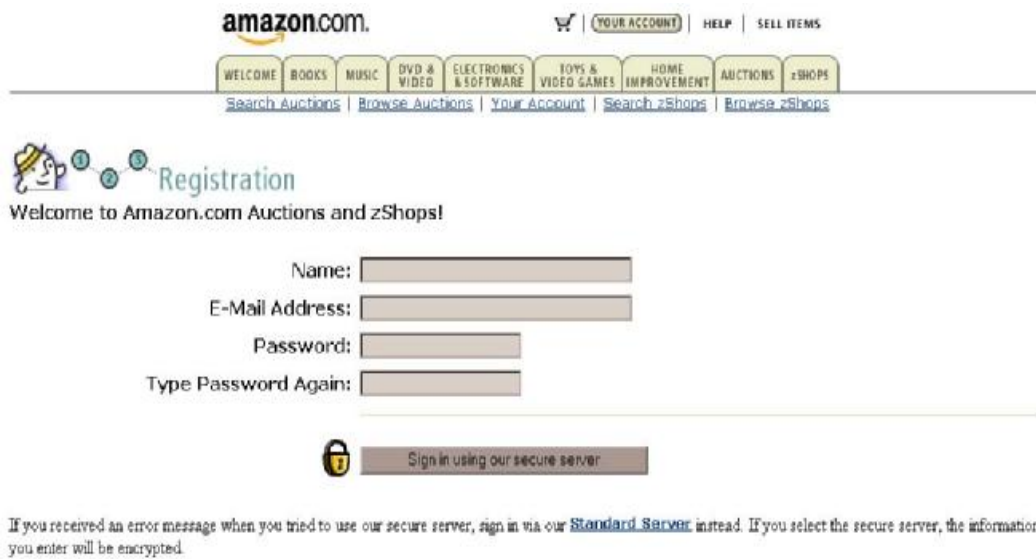 amazon.com.
YOUR ACCOUNT | HELP | SELL ITEMS
WELCOME BOOKS MUSIC DVD & VIDEO ELECTRONICS & SOFTWARE TOYS & VIDEO GAMES HOME IMPROVEMENT AUCTIONS zSHOPS
Search Auctions | Browse Auctions | Your Account | Search zShops | Browse zShops
1 2 3 Registration
Welcome to Amazon.com Auctions and zShops!
Name:
E-Mail Address:
Password:
Type Password Again:
Sign in using our secure server
If you received an error message when you tried to use our secure server, sign in via our Standard Server instead. If you select the secure server, the information
you enter will be encrypted.